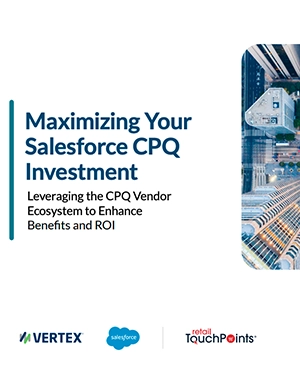 Maximizing Your
Salesforce CPQ
Investment
Leveraging the CPQ Vendor
Ecosystem to Enhance
Benefits and ROI
VERTEX
salesforce
retail
TouchPoints